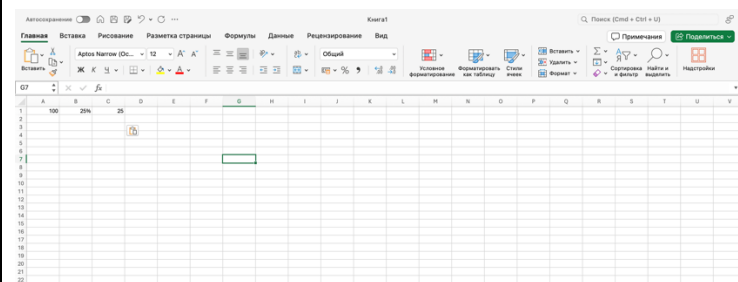 Автосохранение
Книга1
Поиск (Cmd + Ctrl + U)
Главная Вставка Рисование Разметка страницы Формулы Данные Рецензирование Вид
Примечания Поделиться
Вставить
Aptos Narrow (Ос... 12 A^ A˅
Ж К Ч A
Общий
%
Условное форматирование
Форматировать как таблицу
Стили ячеек
Вставить
Удалить
Формат
Сортировка и фильтр
Найти и выделить
Надстройки
G7 fx
A B C D E F G H I J K L M N O P Q R S T U V
1 100 25% 25
2
3
4
5
6
7
8
9
10
11
12
13
14
15
16
17
18
19
20
21
22